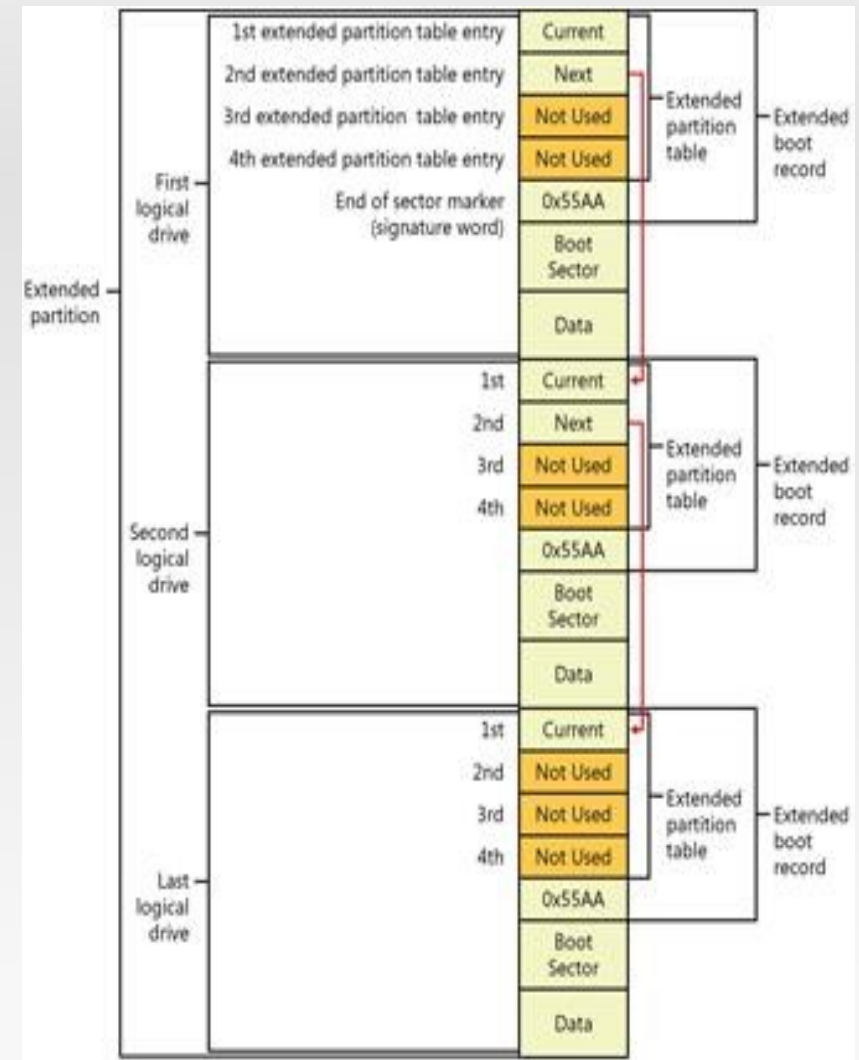 1st extended partition table entry
Current
2nd extended partition table entry
Next
3rd extended partition table entry
Not Used
4th extended partition table entry
Not Used
End of sector marker
(signature word)
0x55AA
Boot
Sector
Data
Extended
partition
table
Extended
boot
record
First
logical
drive
Extended
partition
1st
Current
2nd
Next
3rd
Not Used
4th
Not Used
0x55AA
Boot
Sector
Data
Extended
partition
table
Extended
boot
record
Second
logical
drive
1st
Current
2nd
Not Used
3rd
Not Used
4th
Not Used
0x55AA
Boot
Sector
Data
Extended
partition
table
Extended
boot
record
Last
logical
drive